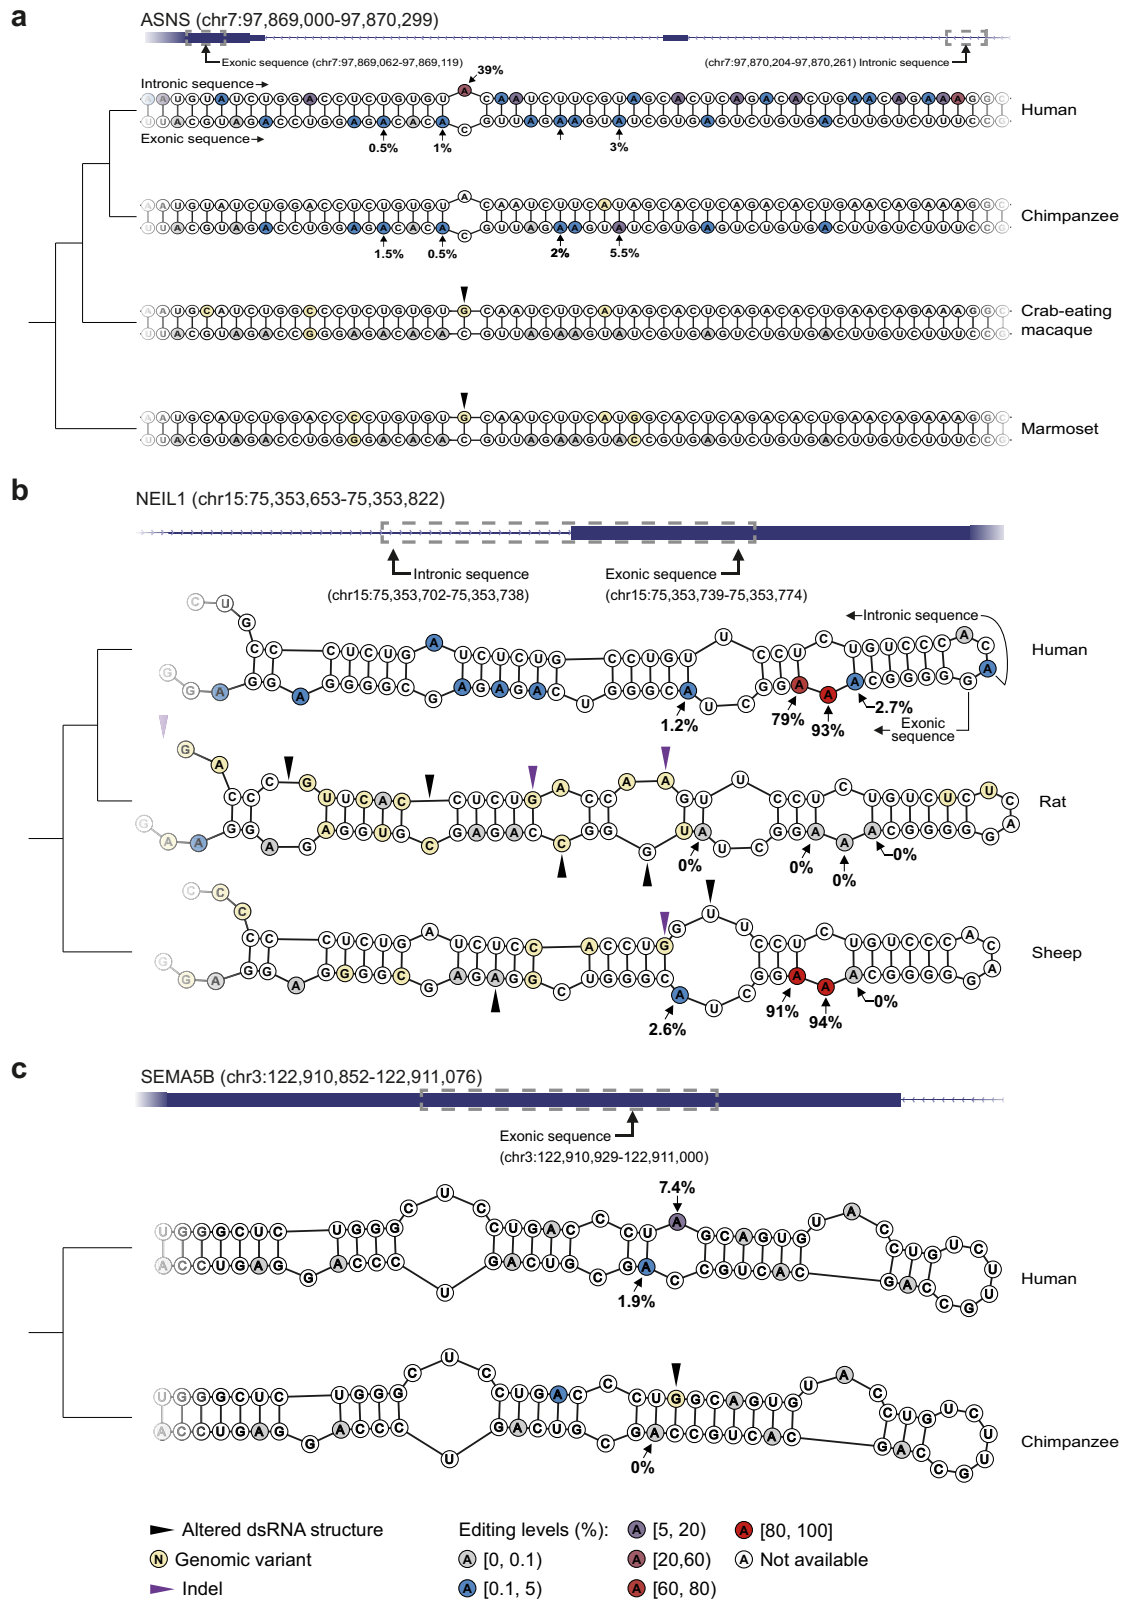 a
ASNS (chr7:97,869,000-97,870,299)
Exonic sequence (chr7:97,869,062-97,869,119)
(chr7:97,870,204-97,870,261) Intronic sequence
39%
Intronic sequence
AAUGUAUCUGGACCUCUGUGUACAAUCUUCGUAGCACUCAGACACUGAACAGAAAGGC
Human
UUACGUAGACCUGGAGACACACGUUAGAAGUAUCGUGAGUCUGUGACUUGUCUUUCCG
Exonic sequence
0.5% 1% 3%
AAUGUAUCUGGACCUCUGUGUACAAUCUUCAUAGCACUCAGACACUGAACAGAAAGGC
Chimpanzee
UUACGUAGACCUGGAGACACACGUUAGAAGUAUCGUGAGUCUGUGACUUGUCUUUCCG
1.5% 0.5% 2% 5.5%
AAUGCAUCUGGCCCUCUGUGUGCAAUCUUCAUAGCACUCAGACACUGAACAGAAAGGC
Crab-eating
macaque
AAUGCAUCUGGACCCCUGUGUGCAAUCUUCAUGGCACUCAGACACUGAACAGAAAGGC
Marmoset
UUACGUAGACCUGGGGACACACGUUAGAAGUACCGUGAGUCUGUGACUUGUCUUUCCG
b
NEIL1 (chr15:75,353,653-75,353,822)
Intronic sequence
(chr15:75,353,702-75,353,738)
Exonic sequence
(chr15:75,353,739-75,353,774)
Intronic sequence
Human
1.2% 79% 93% 2.7%
Exonic
sequence
Rat
0% 0% 0% 0%
Sheep
2.6% 91% 94% 0%
c
SEMA5B (chr3:122,910,852-122,911,076)
Exonic sequence
(chr3:122,910,929-122,911,000)
7.4%
Human
1.9%
Chimpanzee
0%
Altered dsRNA structure
N Genomic variant
Indel
Editing levels (%):
A [0, 0.1)
A [0.1, 5)
A [5, 20)
A [20,60)
A [60, 80)
A [80, 100]
A Not available